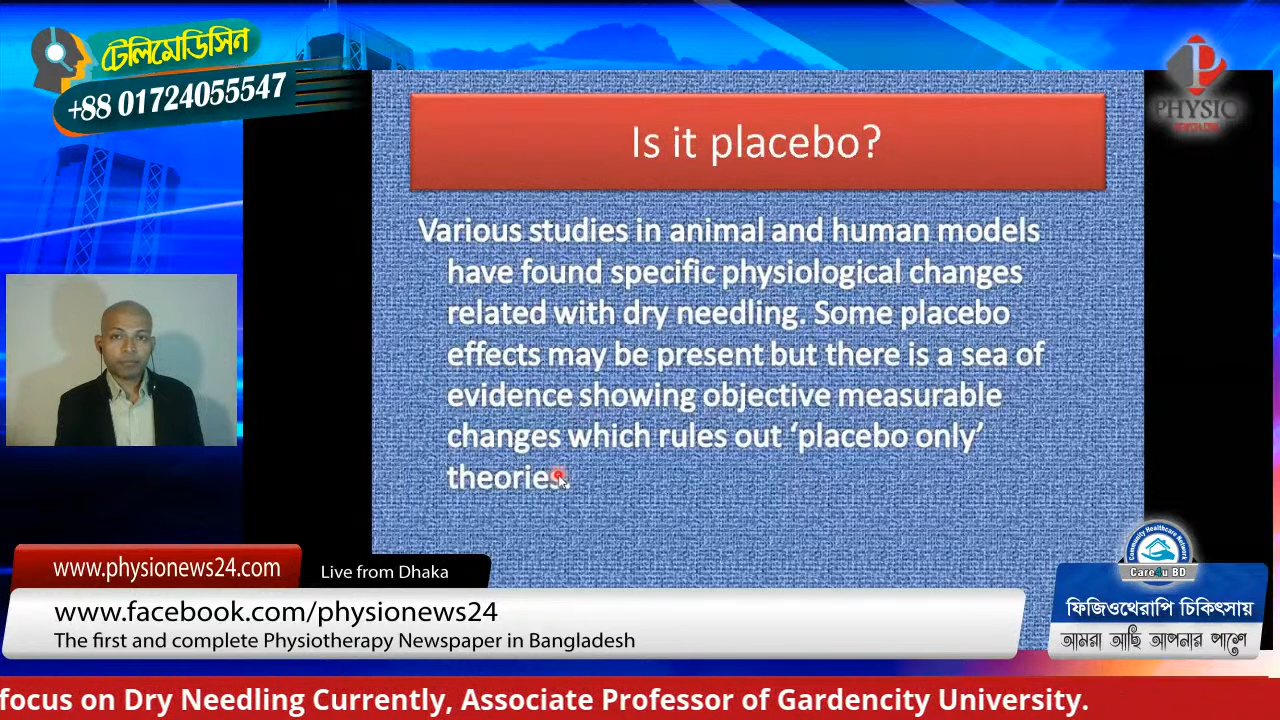 টেলিমেডিসিন
+88 01724055547
PHYSIO
Is it placebo?
Various studies in animal and human models
have found specific physiological changes
related with dry needling. Some placebo
effects may be present but there is a sea of
evidence showing objective measurable
changes which rules out ‘placebo only’
theories.
www.physionews24.com
Live from Dhaka
www.facebook.com/physionews24
The first and complete Physiotherapy Newspaper in Bangladesh
Community Healthcare Network
Care4u BD
ফিজিওথেরাপি চিকিৎসায়
আমরা আছি আপনার পাশে
focus on Dry Needling Currently, Associate Professor of Gardencity University.